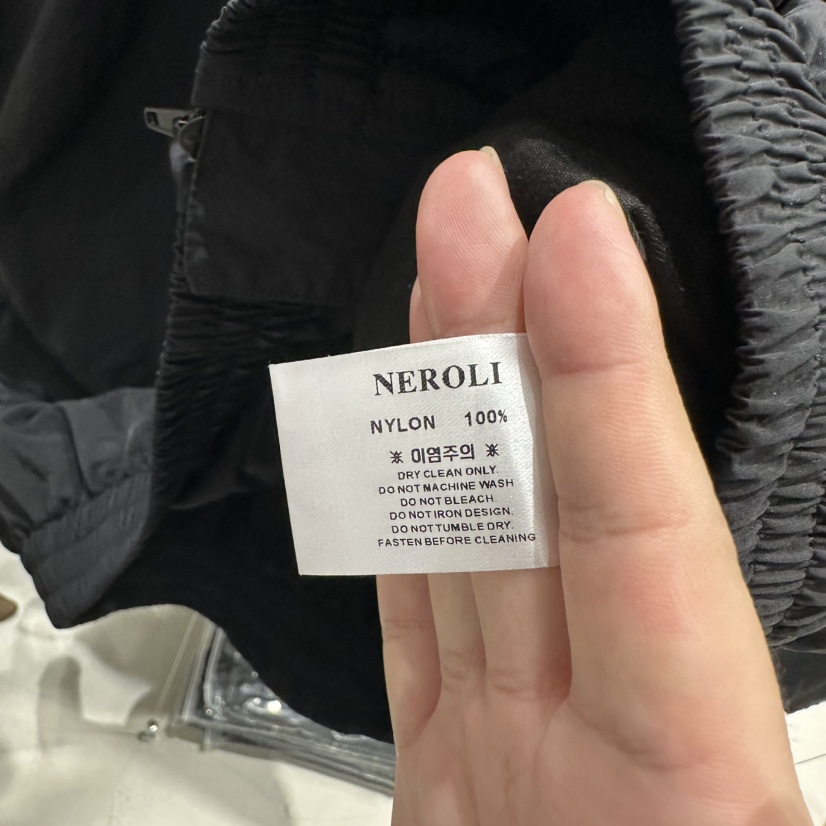 NEROLI
NYLON 100%
※ 이염주의 ※
DRY CLEAN ONLY.
DO NOT MACHINE WASH
DO NOT BLEACH.
DO NOT IRON DESIGN.
DO NOT TUMBLE DRY.
FASTEN BEFORE CLEANING